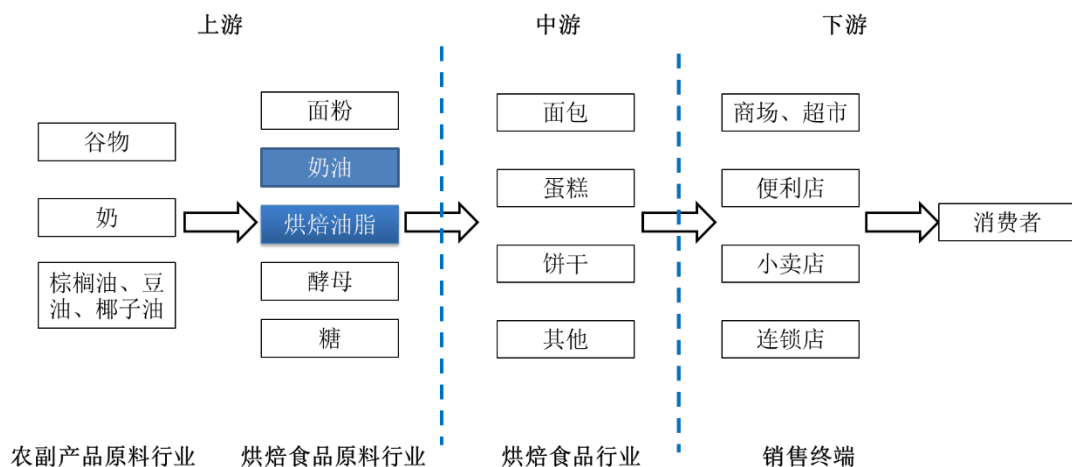 上游
中游
下游
谷物
奶
棕榈油、豆
油、椰子油
面粉
奶油
烘焙油脂
酵母
糖
面包
蛋糕
饼干
其他
商场、超市
便利店
小卖店
连锁店
消费者
农副产品原料行业
烘焙食品原料行业
烘焙食品行业
销售终端